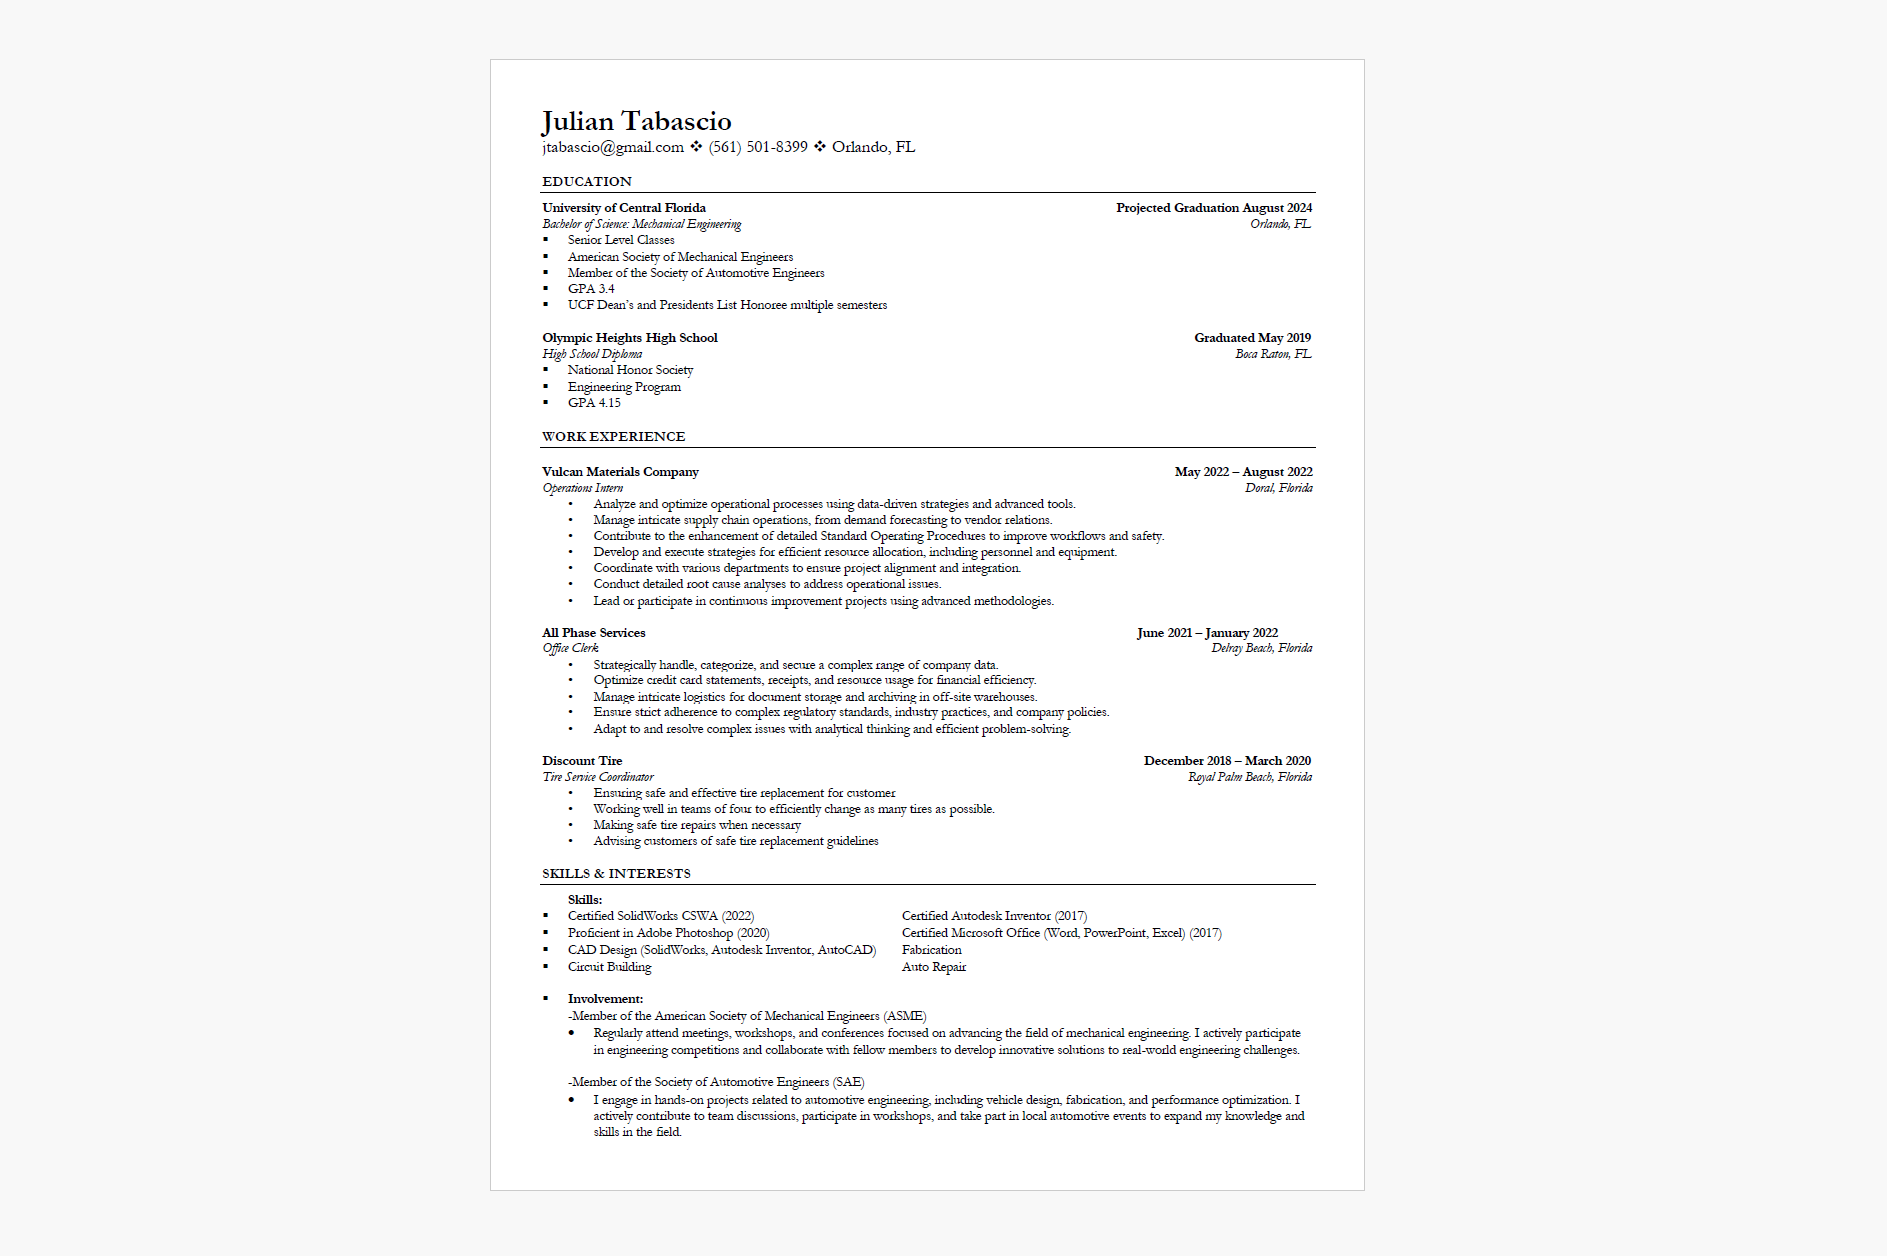 Julian Tabascio
jtabascio@gmail.com ❖ (561) 501-8399 ❖ Orlando, FL
EDUCATION
University of Central Florida Projected Graduation August 2024
Bachelor of Science: Mechanical Engineering Orlando, FL
▪ Senior Level Classes
▪ American Society of Mechanical Engineers
▪ Member of the Society of Automotive Engineers
▪ GPA 3.4
▪ UCF Dean’s and Presidents List Honoree multiple semesters
Olympic Heights High School Graduated May 2019
High School Diploma Boca Raton, FL
▪ National Honor Society
▪ Engineering Program
▪ GPA 4.15
WORK EXPERIENCE
Vulcan Materials Company May 2022 – August 2022
Operations Intern Doral, Florida
• Analyze and optimize operational processes using data-driven strategies and advanced tools.
• Manage intricate supply chain operations, from demand forecasting to vendor relations.
• Contribute to the enhancement of detailed Standard Operating Procedures to improve workflows and safety.
• Develop and execute strategies for efficient resource allocation, including personnel and equipment.
• Coordinate with various departments to ensure project alignment and integration.
• Conduct detailed root cause analyses to address operational issues.
• Lead or participate in continuous improvement projects using advanced methodologies.
All Phase Services June 2021 – January 2022
Office Clerk Delray Beach, Florida
• Strategically handle, categorize, and secure a complex range of company data.
• Optimize credit card statements, receipts, and resource usage for financial efficiency.
• Manage intricate logistics for document storage and archiving in off-site warehouses.
• Ensure strict adherence to complex regulatory standards, industry practices, and company policies.
• Adapt to and resolve complex issues with analytical thinking and efficient problem-solving.
Discount Tire December 2018 – March 2020
Tire Service Coordinator Royal Palm Beach, Florida
• Ensuring safe and effective tire replacement for customer
• Working well in teams of four to efficiently change as many tires as possible.
• Making safe tire repairs when necessary
• Advising customers of safe tire replacement guidelines
SKILLS & INTERESTS
Skills:
▪ Certified SolidWorks CSWA (2022) Certified Autodesk Inventor (2017)
▪ Proficient in Adobe Photoshop (2020) Certified Microsoft Office (Word, PowerPoint, Excel) (2017)
▪ CAD Design (SolidWorks, Autodesk Inventor, AutoCAD) Fabrication
▪ Circuit Building Auto Repair
▪ Involvement:
-Member of the American Society of Mechanical Engineers (ASME)
• Regularly attend meetings, workshops, and conferences focused on advancing the field of mechanical engineering. I actively participate
in engineering competitions and collaborate with fellow members to develop innovative solutions to real-world engineering challenges.
-Member of the Society of Automotive Engineers (SAE)
• I engage in hands-on projects related to automotive engineering, including vehicle design, fabrication, and performance optimization. I
actively contribute to team discussions, participate in workshops, and take part in local automotive events to expand my knowledge and
skills in the field.